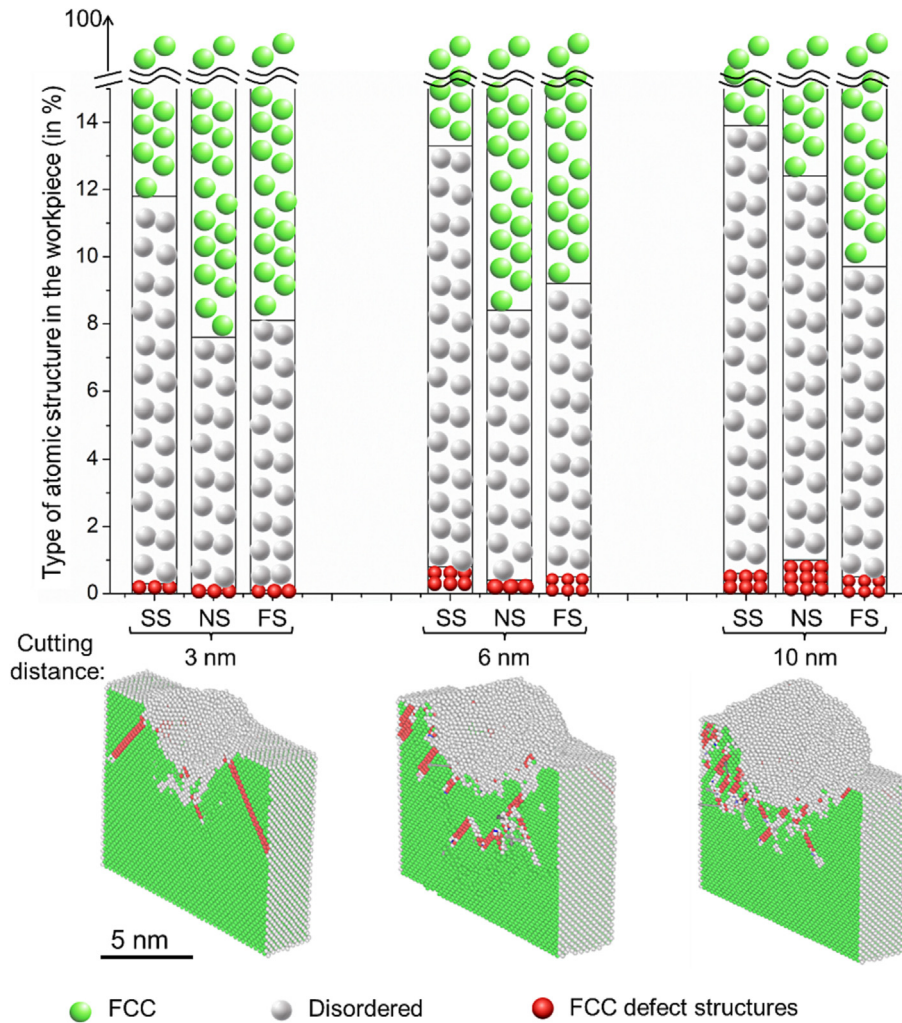 100
Type of atomic structure in the workpiece (in %)
14
12
10
8
6
4
2
0
SS NS FS SS NS FS SS NS FS
Cutting distance: 3 nm 6 nm 10 nm
5 nm
FCC Disordered FCC defect structures